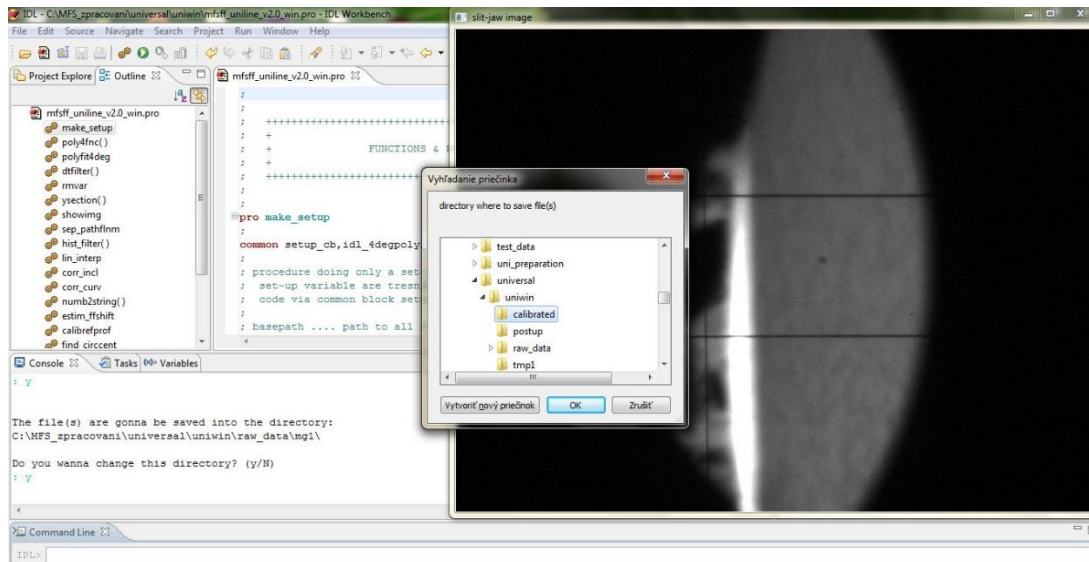 IDL - C:\MFS_zpracovani\universal\uniwin\mfsff_uniline_v2.0_win.pro - IDL Workbench
File Edit Source Navigate Search Project Run Window Help
Project Explore
Outline
mfsff_uniline_v2.0_win.pro
make_setup
poly4fnc()
polyfit4deg
dtfilter()
rmvar
ysection()
showimg
sep_pathflnm
hist_filter()
lin_interp
corr_incl
corr_curv
numb2string()
estim_ffshift
calibrefprof
find_circcent
mfsff_uniline_v2.0_win.pro
;
;
; ++++++++++++++++++++++++++++++++
; +
; + FUNCTIONS &
; +
; ++++++++++++++++++++++++++++++++
;
;
pro make_setup
;
common setup_cb,idl_4degpoly
;
; procedure doing only a set
; set-up variable are tresn
; code via common block set
;
; basepath .... path to all
Console
Tasks
Variables
: y
The file(s) are gonna be saved into the directory:
C:\MFS_zpracovani\universal\uniwin\raw_data\mg1\
Do you wanna change this directory? (y/N)
: y
Command Line
IDL>
slit-jaw image
Vyhľadanie priečinka
directory where to save file(s)
test_data
uni_preparation
universal
uniwin
calibrated
postup
raw_data
tmp1
Vytvoriť nový priečinok
OK
Zrušiť